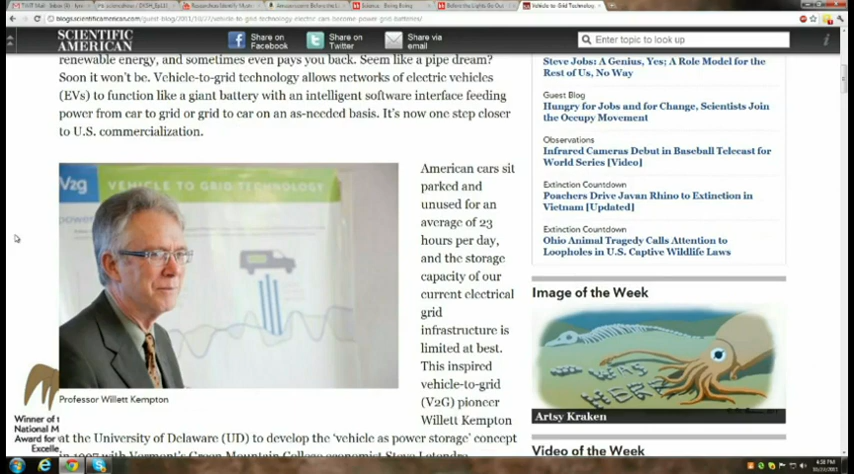 blogs.scientificamerican.com/guest-blog/2011/10/27/vehicle-to-grid-technology-electric-cars-become-power-grid-batteries/
SCIENTIFIC
AMERICAN
Share on
Facebook
Share on
Twitter
Share via
email
Enter topic to look up
renewable energy, and sometimes even pays you back. Seem like a pipe dream?
Soon it won't be. Vehicle-to-grid technology allows networks of electric vehicles
(EVs) to function like a giant battery with an intelligent software interface feeding
power from car to grid or grid to car on an as-needed basis. It's now one step closer
to U.S. commercialization.
V2g VEHICLE TO GRID TECHNOLOGY
power
Professor Willett Kempton
American cars sit
parked and
unused for an
average of 23
hours per day,
and the storage
capacity of our
current electrical
grid
infrastructure is
limited at best.
This inspired
vehicle-to-grid
(V2G) pioneer
Willett Kempton
at the University of Delaware (UD) to develop the 'vehicle as power storage' concept
in 1997 with Vermont's Green Mountain College economist Steve Letendre
Winner of
National M
Award for
Excelle
Steve Jobs: A Genius, Yes; A Role Model for the
Rest of Us, No Way
Guest Blog
Hungry for Jobs and for Change, Scientists Join
the Occupy Movement
Observations
Infrared Cameras Debut in Baseball Telecast for
World Series [Video]
Extinction Countdown
Poachers Drive Javan Rhino to Extinction in
Vietnam [Updated]
Extinction Countdown
Ohio Animal Tragedy Calls Attention to
Loopholes in U.S. Captive Wildlife Laws
Image of the Week
WAS
HERE
Artsy Kraken
Video of the Week